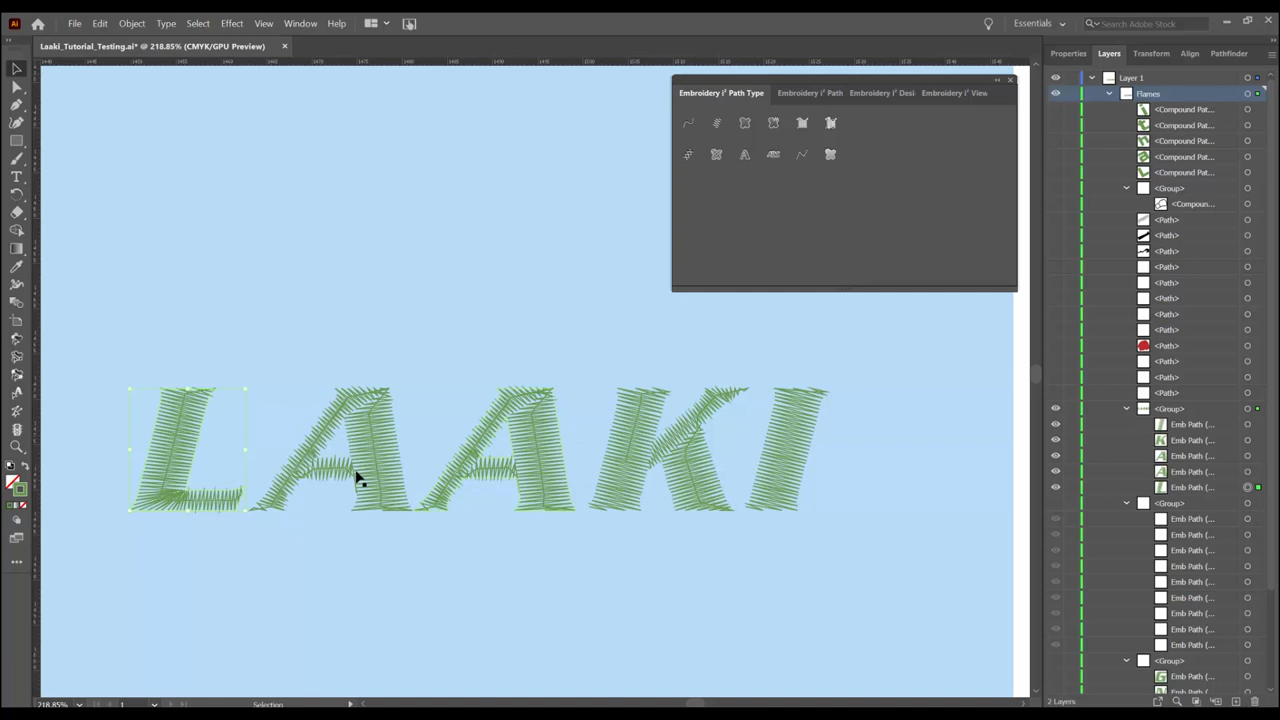 Ai File Edit Object Type Select Effect View Window Help Essentials Search Adobe Stock
Laaki_Tutorial_Testing.ai* @ 218.85% (CMYK/GPU Preview)
Properties Layers Transform Align Pathfinder
Embroidery i² Path Type Embroidery i² Path Embroidery i² Desi Embroidery i² View
Layer 1
Flames
<Compound Pat...
<Compound Pat...
<Compound Pat...
<Compound Pat...
<Compound Pat...
<Group>
<Compoun...
<Path>
<Path>
<Path>
<Path>
<Path>
<Path>
<Path>
<Path>
<Path>
<Path>
<Path>
<Path>
<Group>
Emb Path (...
Emb Path (...
Emb Path (...
Emb Path (...
Emb Path (...
<Group>
Emb Path (...
Emb Path (...
Emb Path (...
Emb Path (...
Emb Path (...
Emb Path (...
Emb Path (...
Emb Path (...
Emb Path (...
<Group>
Emb Path (...
Emb Path (...
LAAKI
218.85% 1 Selection
2 Layers